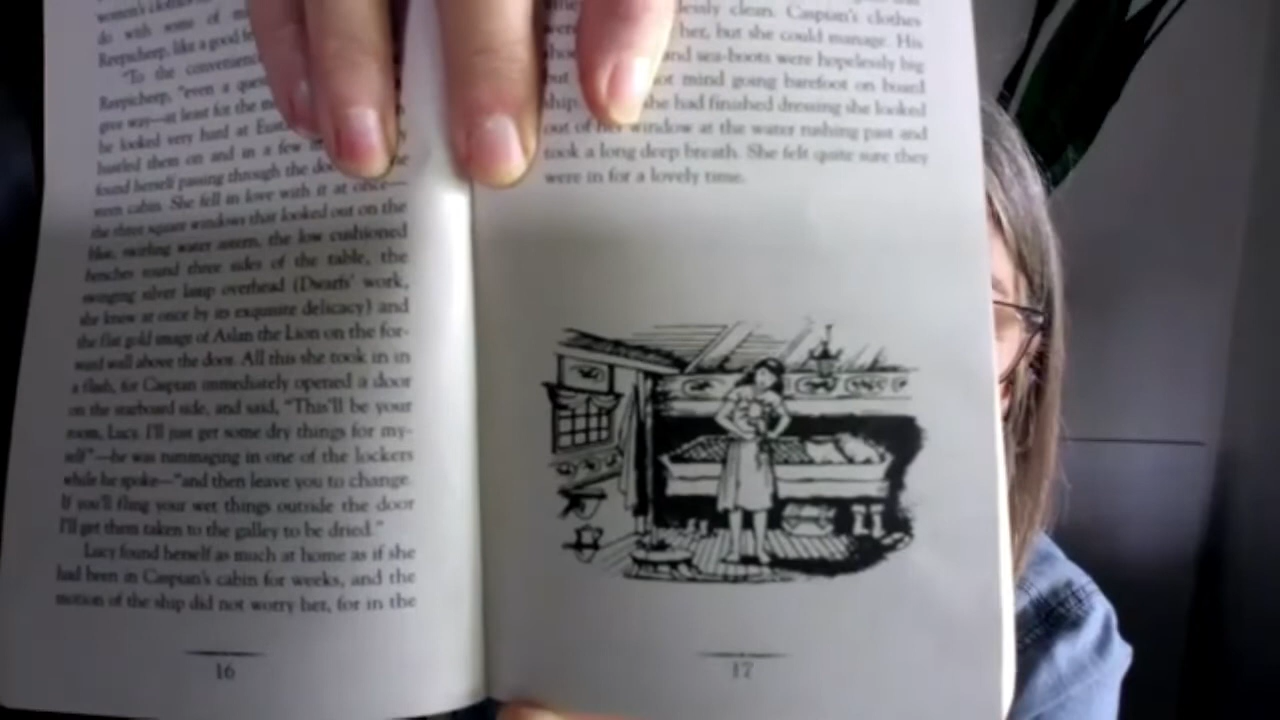 women's
do with some of
Reepicheep, like a good
"To the convenience
Reepicheep, "even a
give way—at least for the
he looked very hard at
hustled them on and in a few
found herself passing through the
stern cabin. She fell in love with it at once—
the three square windows that looked out on the
blue, swirling water astern, the low cushioned
benches round three sides of the table, the
swinging silver lamp overhead (Dwarfs' work,
she knew at once by its exquisite delicacy) and
the flat gold image of Aslan the Lion on the for-
ward wall above the door. All this she took in in
a flash, for Caspian immediately opened a door
on the starboard side, and said, "This'll be your
room, Lucy. I'll just get some dry things for my-
self"—he was rummaging in one of the lockers
while he spoke—"and then leave you to change.
If you'll fling your wet things outside the door
I'll get them taken to the galley to be dried."
Lucy found herself as much at home as if she
had been in Caspian's cabin for weeks, and the
motion of the ship did not worry her, for in the
16
clean. Caspian's clothes
her, but she could manage. His
and sea-boots were hopelessly big
mind going barefoot on board
she had finished dressing she looked
out of her window at the water rushing past and
took a long deep breath. She felt quite sure they
were in for a lovely time.
17